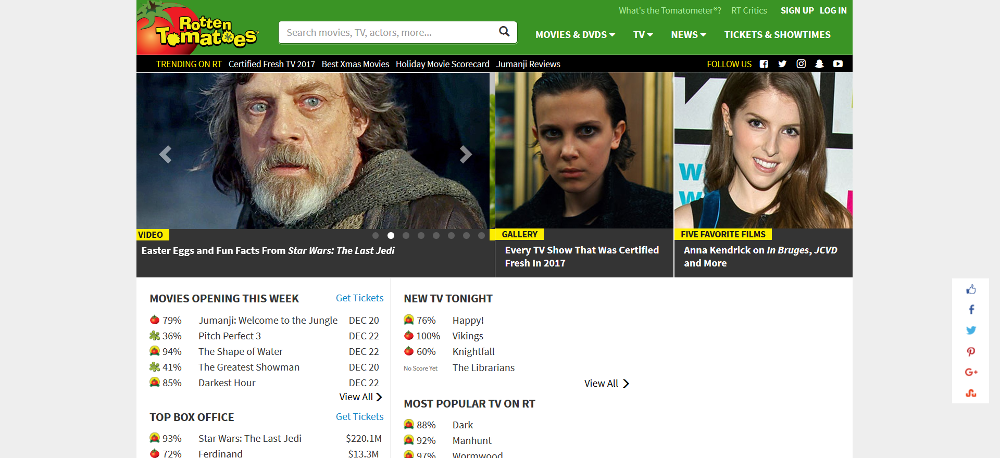 What's the Tomatometer®? RT Critics SIGN UP LOG IN
Rotten
Tomatoes®
Search movies, TV, actors, more...
MOVIES & DVDS TV NEWS TICKETS & SHOWTIMES
TRENDING ON RT Certified Fresh TV 2017 Best Xmas Movies Holiday Movie Scorecard Jumanji Reviews FOLLOW US
W
W
VIDEO
Easter Eggs and Fun Facts From Star Wars: The Last Jedi
GALLERY
Every TV Show That Was Certified
Fresh In 2017
FIVE FAVORITE FILMS
Anna Kendrick on In Bruges, JCVD
and More
MOVIES OPENING THIS WEEK Get Tickets
79% Jumanji: Welcome to the Jungle DEC 20
36% Pitch Perfect 3 DEC 22
94% The Shape of Water DEC 22
41% The Greatest Showman DEC 20
85% Darkest Hour DEC 22
View All
TOP BOX OFFICE Get Tickets
93% Star Wars: The Last Jedi $220.1M
72% Ferdinand $13.3M
NEW TV TONIGHT
76% Happy!
100% Vikings
60% Knightfall
No Score Yet The Librarians
View All
MOST POPULAR TV ON RT
88% Dark
92% Manhunt
97% Wormwood
G+